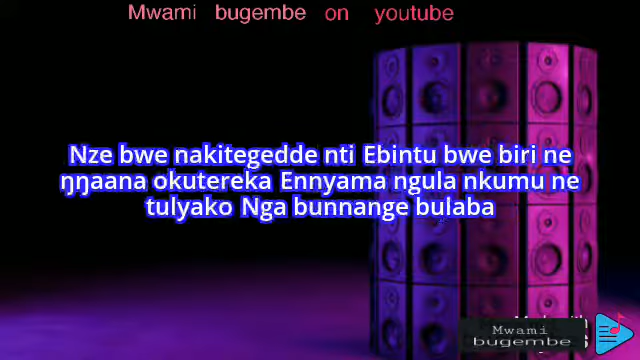 Mwami bugembe on youtube
Nze bwe nakitegedde nti Ebintu bwe biri ne
ŋŋaana okutereka Ennyama ngula nkumu ne
tulyako Nga bunnange bulaba
Mwami
bugembe